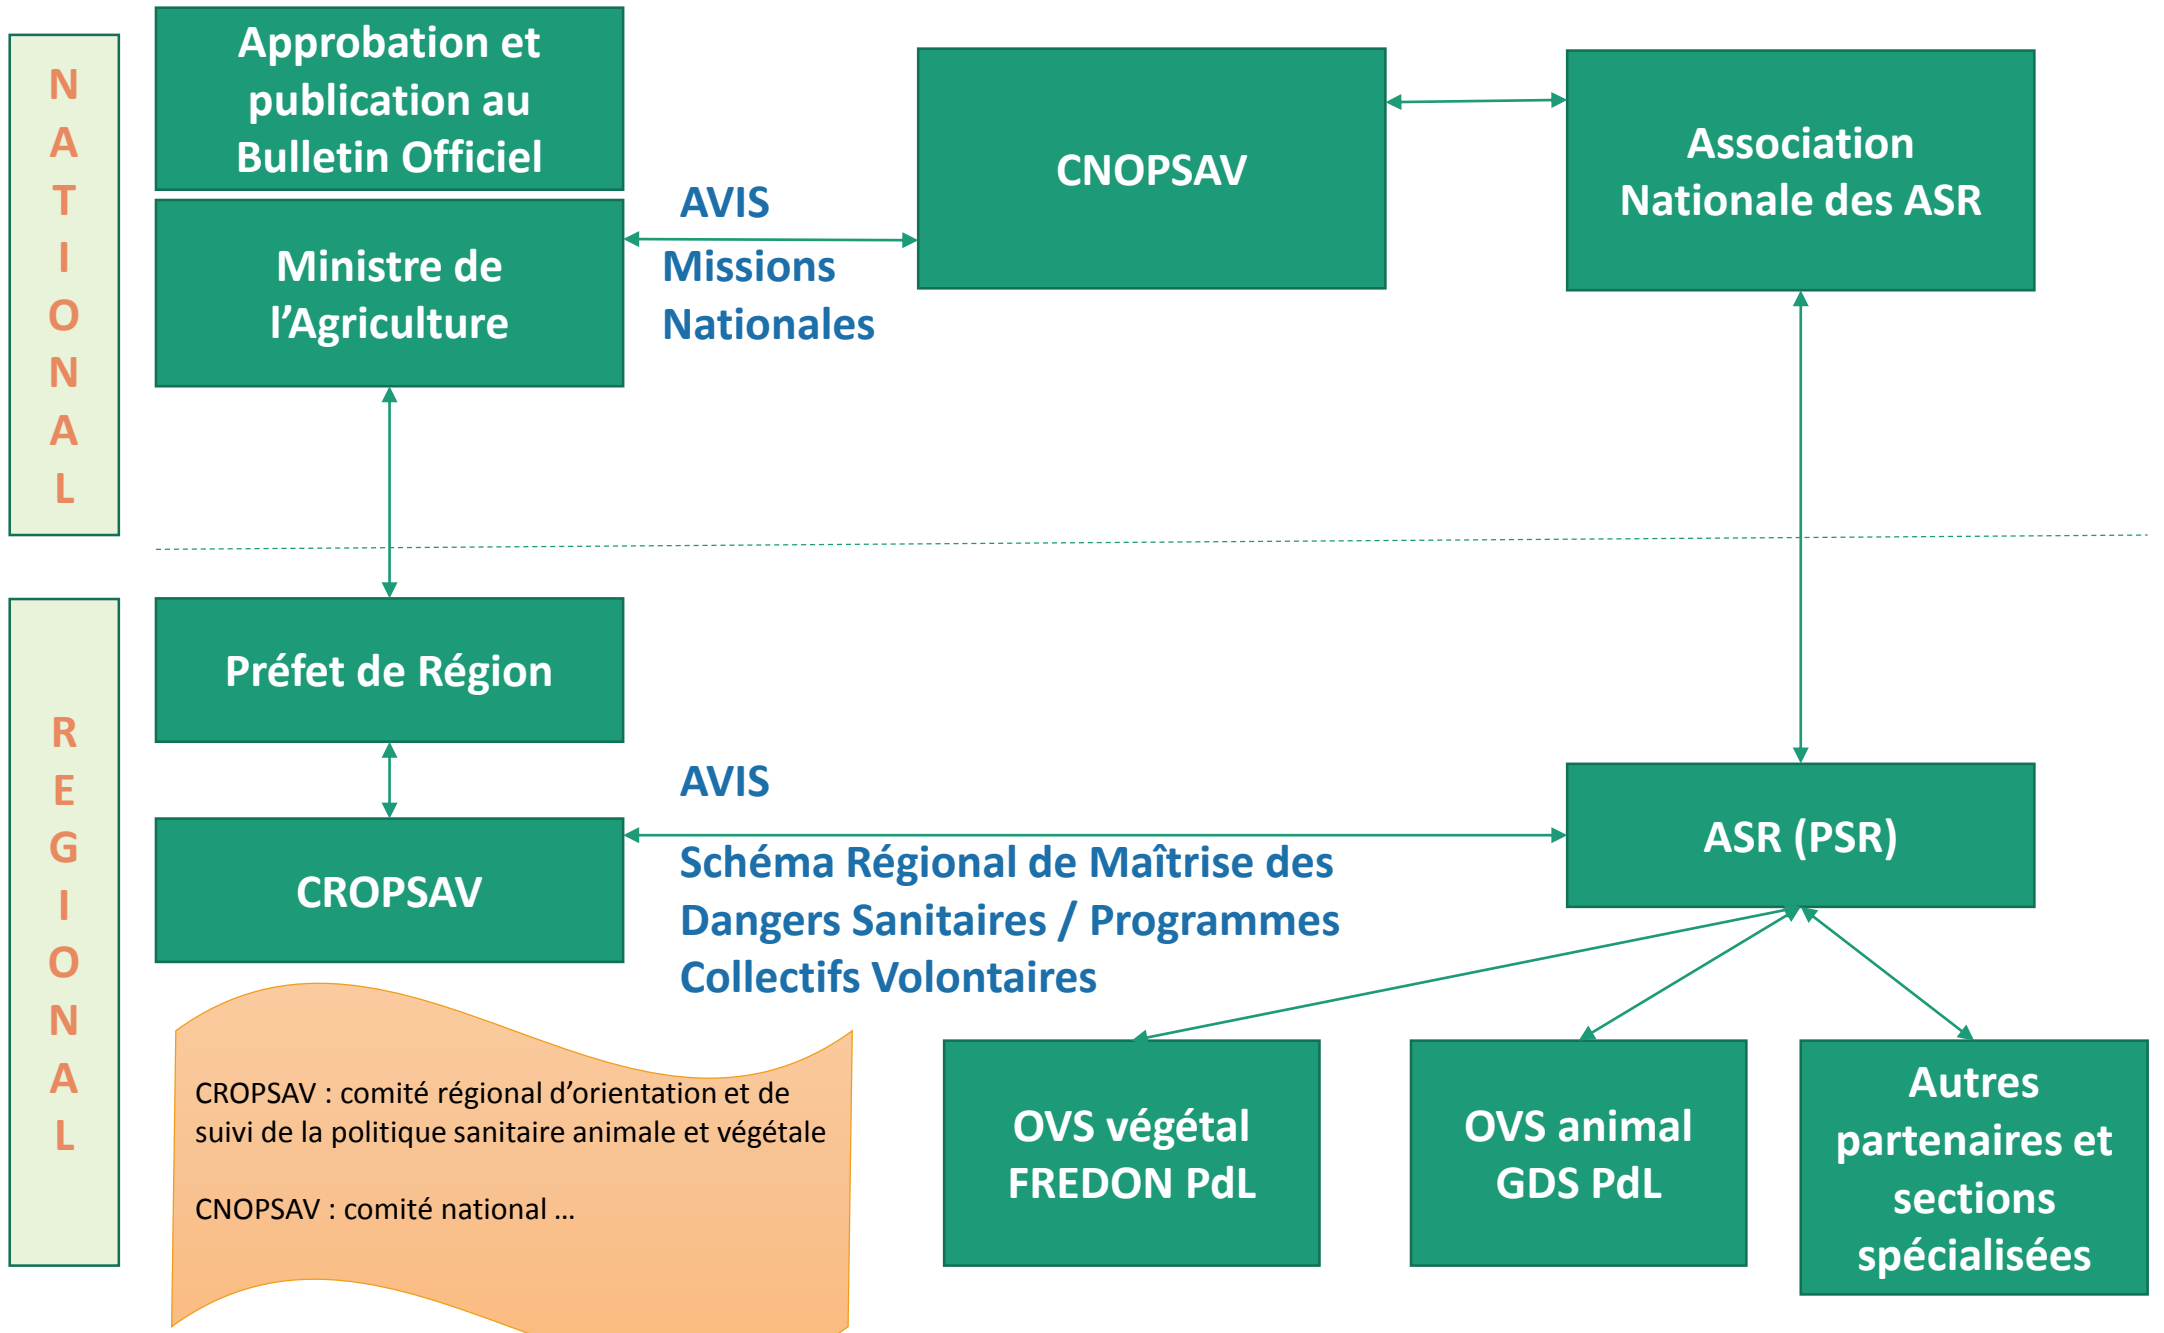 NATIONAL
Approbation et
publication au
Bulletin Officiel
Ministre de
l’Agriculture
AVIS
Missions
Nationales
CNOPSAV
Association
Nationale des ASR
REGIONAL
Préfet de Région
CROPSAV
AVIS
Schéma Régional de Maîtrise des
Dangers Sanitaires / Programmes
Collectifs Volontaires
ASR (PSR)
CROPSAV : comité régional d’orientation et de
suivi de la politique sanitaire animale et végétale
CNOPSAV : comité national ...
OVS végétal
FREDON PdL
OVS animal
GDS PdL
Autres
partenaires et
sections
spécialisées